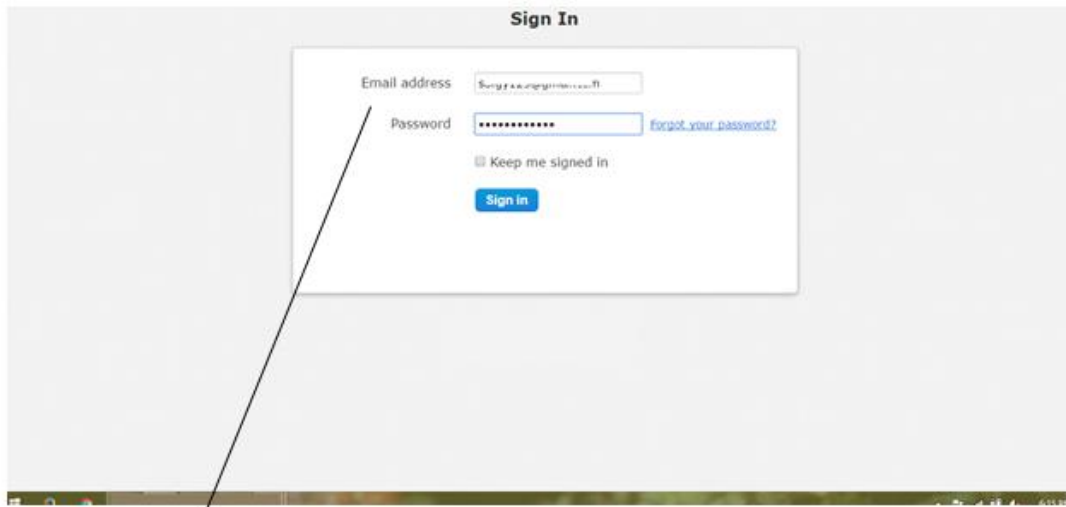 Sign In
Email address
Password ●●●●●●●●●●●● Forgot your password?
Keep me signed in
Sign in